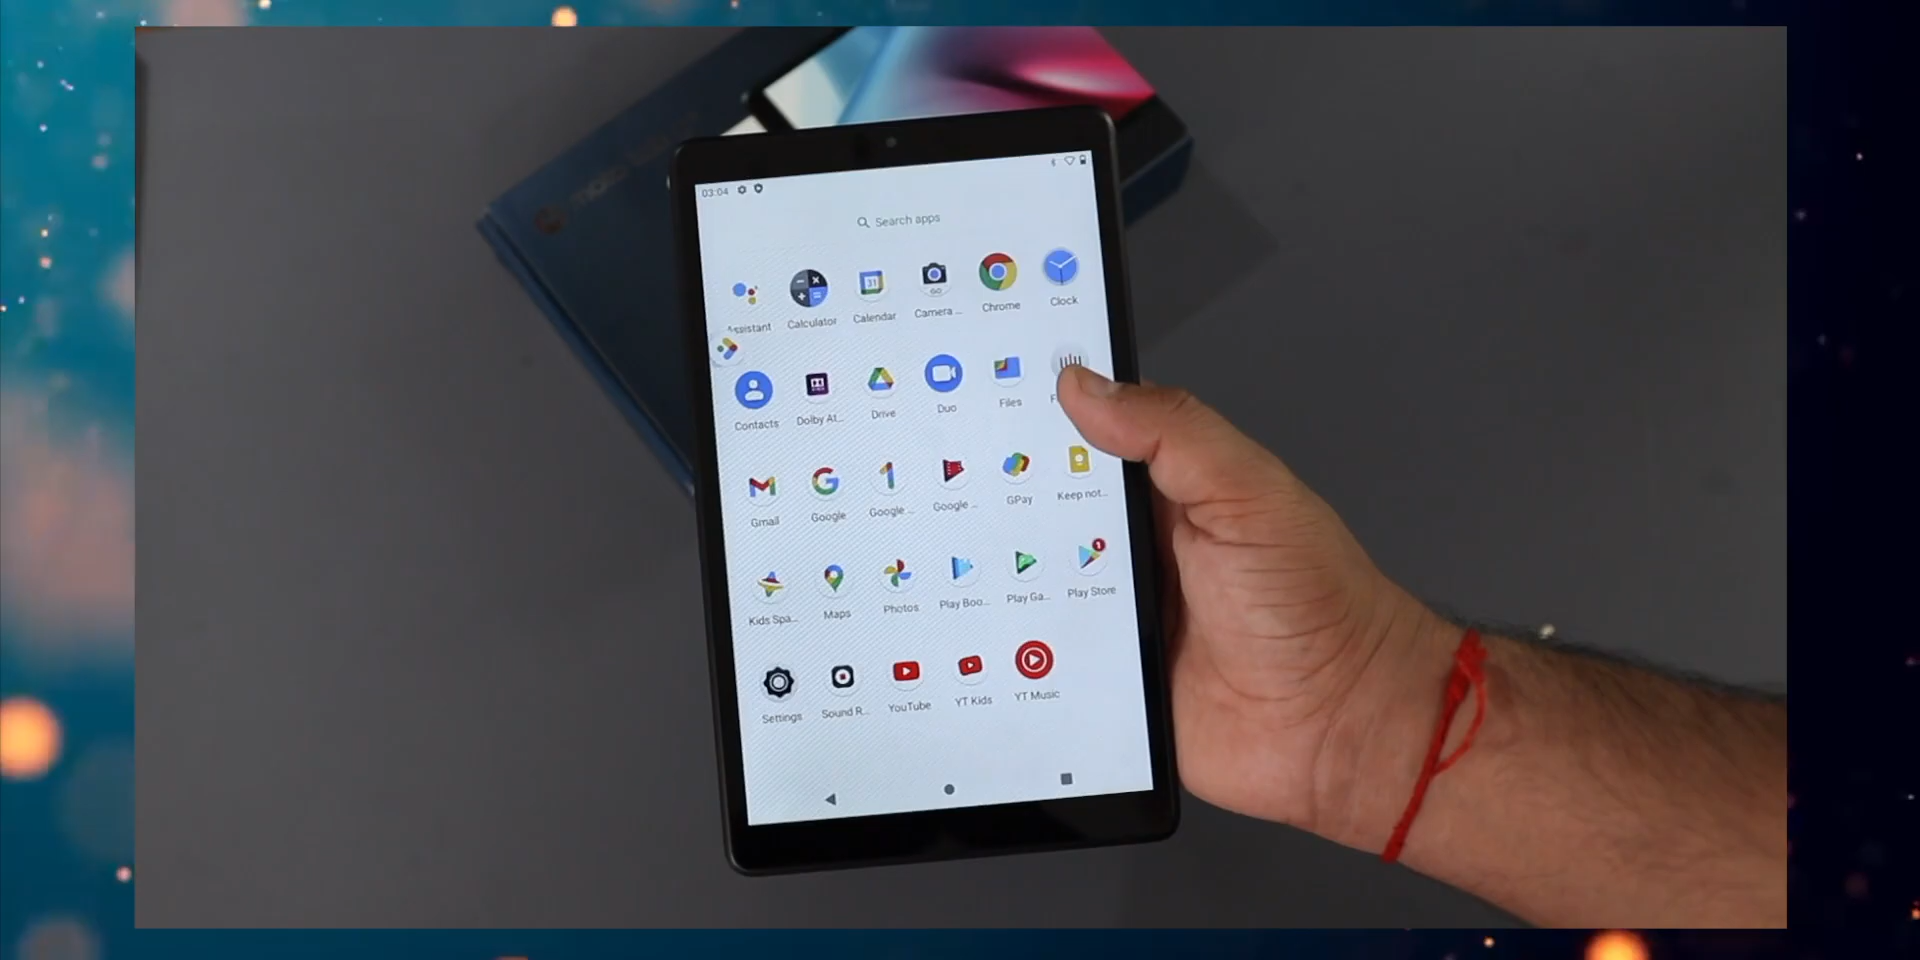 03:04
Search apps
Assistant Calculator Calendar Camera ... Chrome Clock
Contacts Dolby At... Drive Duo Files
Gmail Google Google ... Google ... GPay Keep not...
Kids Spa... Maps Photos Play Boo... Play Ga... Play Store
Settings Sound R... YouTube YT Kids YT Music